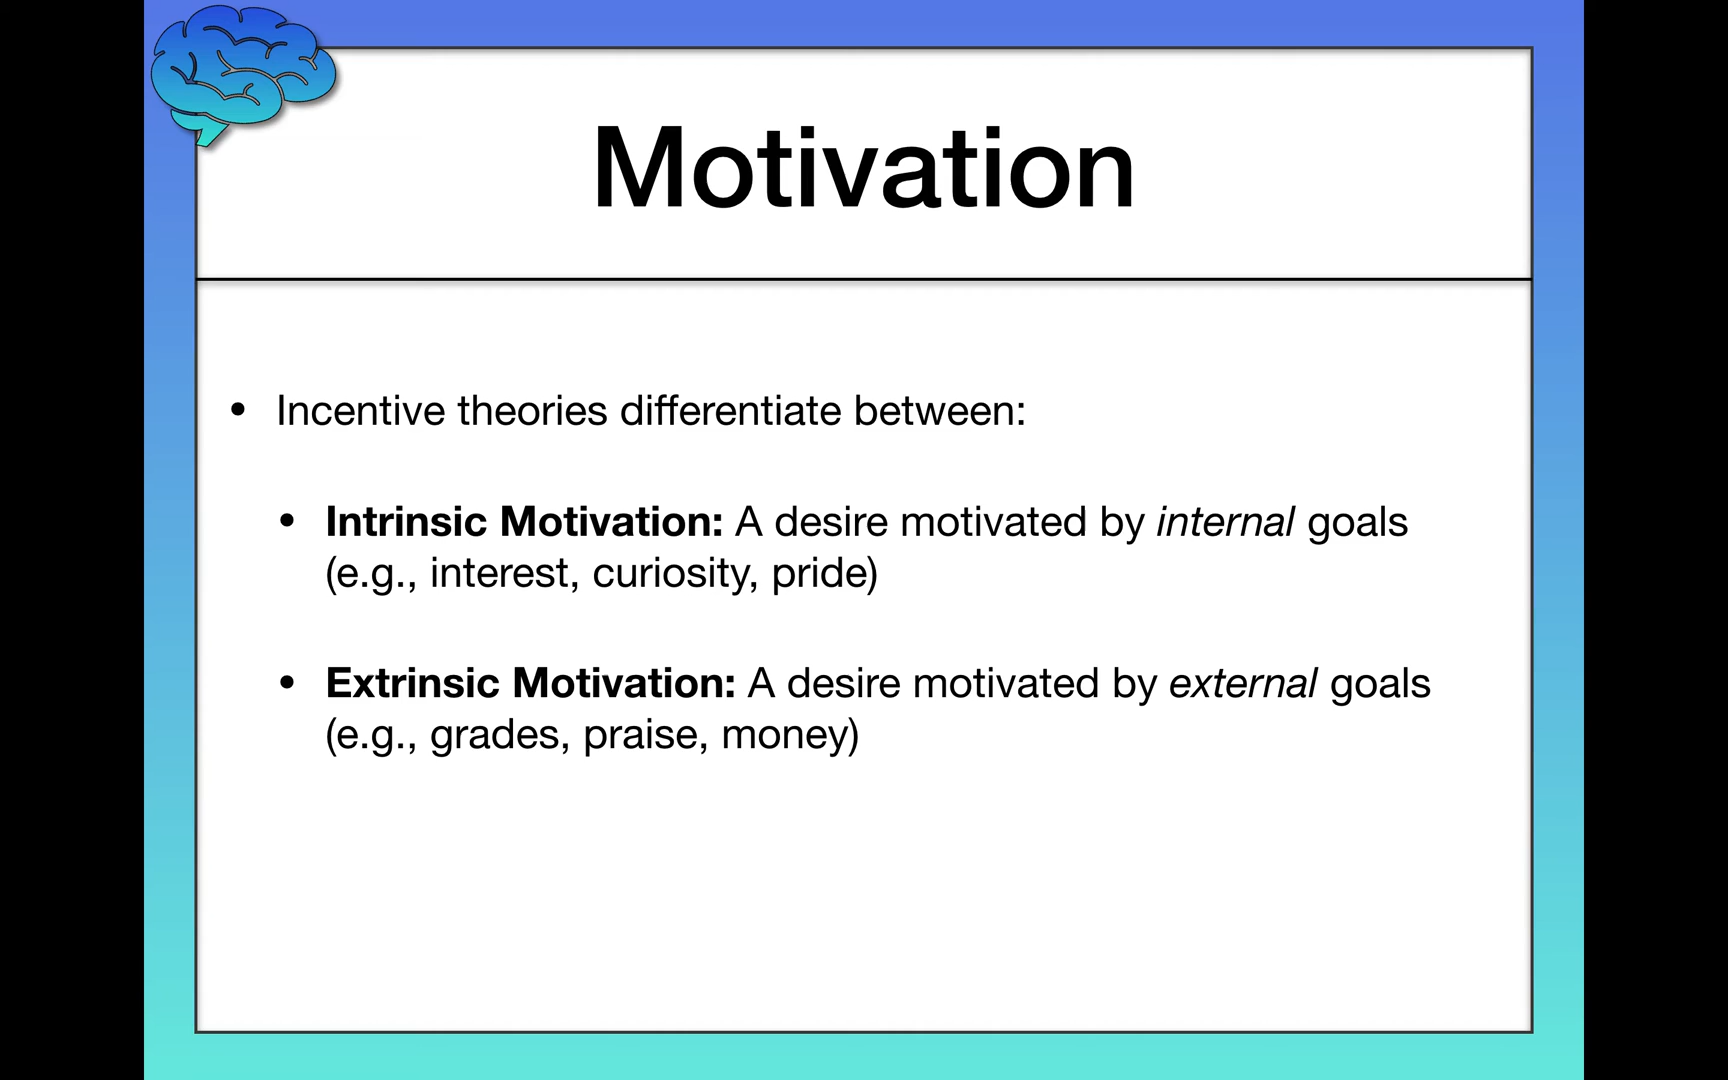 Motivation
• Incentive theories differentiate between:
• Intrinsic Motivation: A desire motivated by internal goals
(e.g., interest, curiosity, pride)
• Extrinsic Motivation: A desire motivated by external goals
(e.g., grades, praise, money)